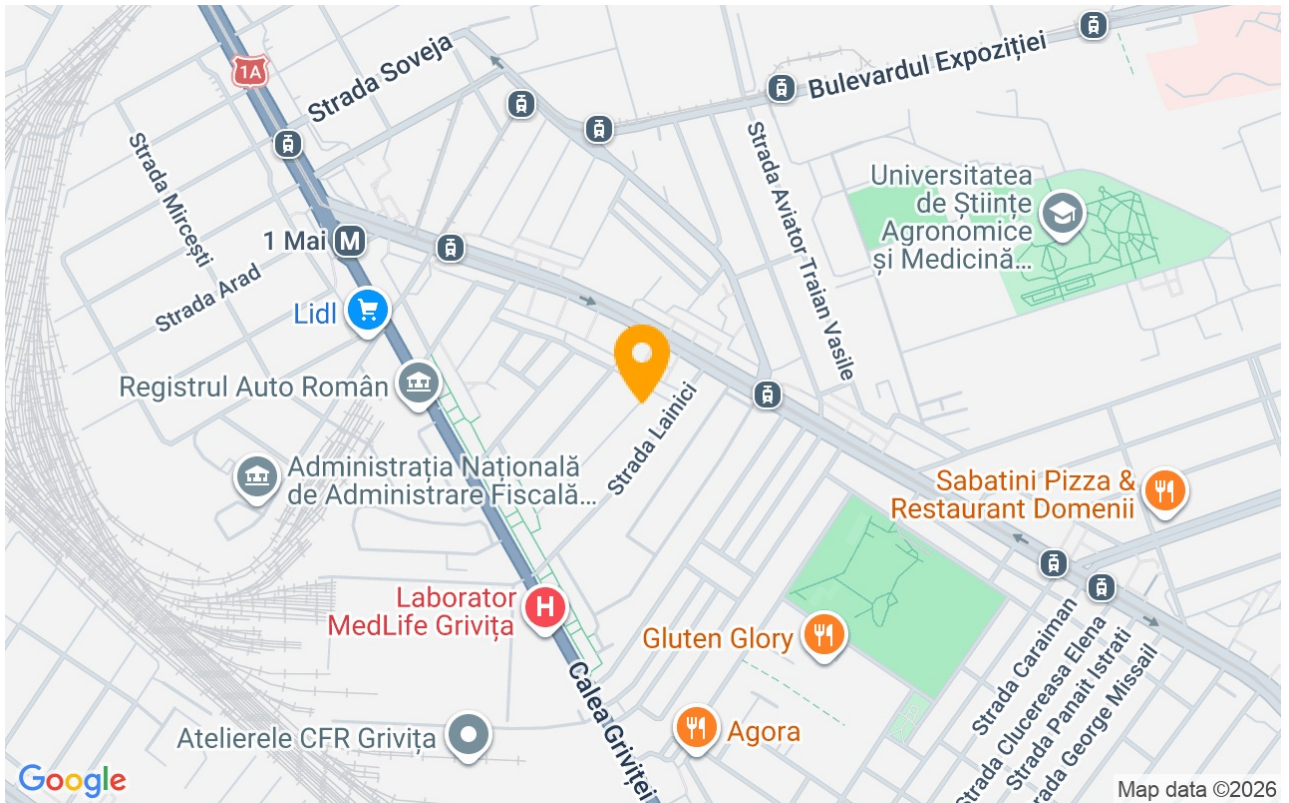 1A
Strada Soveja
Bulevardul Expoziției
Strada Mircești
Strada Aviator Traian Vasile
Universitatea
de Științe
Agronomice
și Medicină...
1 Mai M
Strada Arad
Lidl
Registrul Auto Român
Strada Lainici
Administrația Națională
de Administrare Fiscală...
Sabatini Pizza &
Restaurant Domenii
Laborator
MedLife Grivița
H
Gluten Glory
Calea Griviței
Strada Caraiman
Strada Clucereasa Elena
Strada Panait Istrati
rada George Missail
Atelierele CFR Grivița
Agora
Google
Map data ©2026